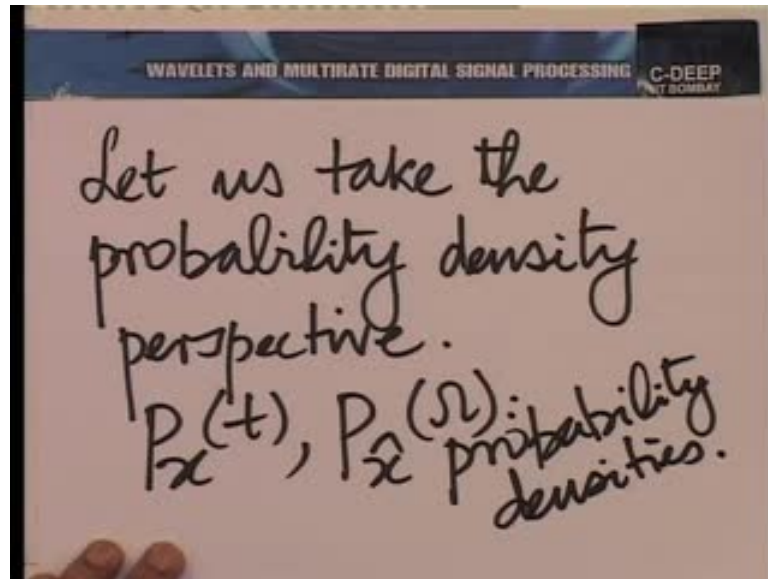 WAVELETS AND MULTIRATE DIGITAL SIGNAL PROCESSING
C-DEEP
IIT BOMBAY
Let us take the
probability density
perspective.
Pₓ(t), Pₓ̂(Ω): probability
densities.